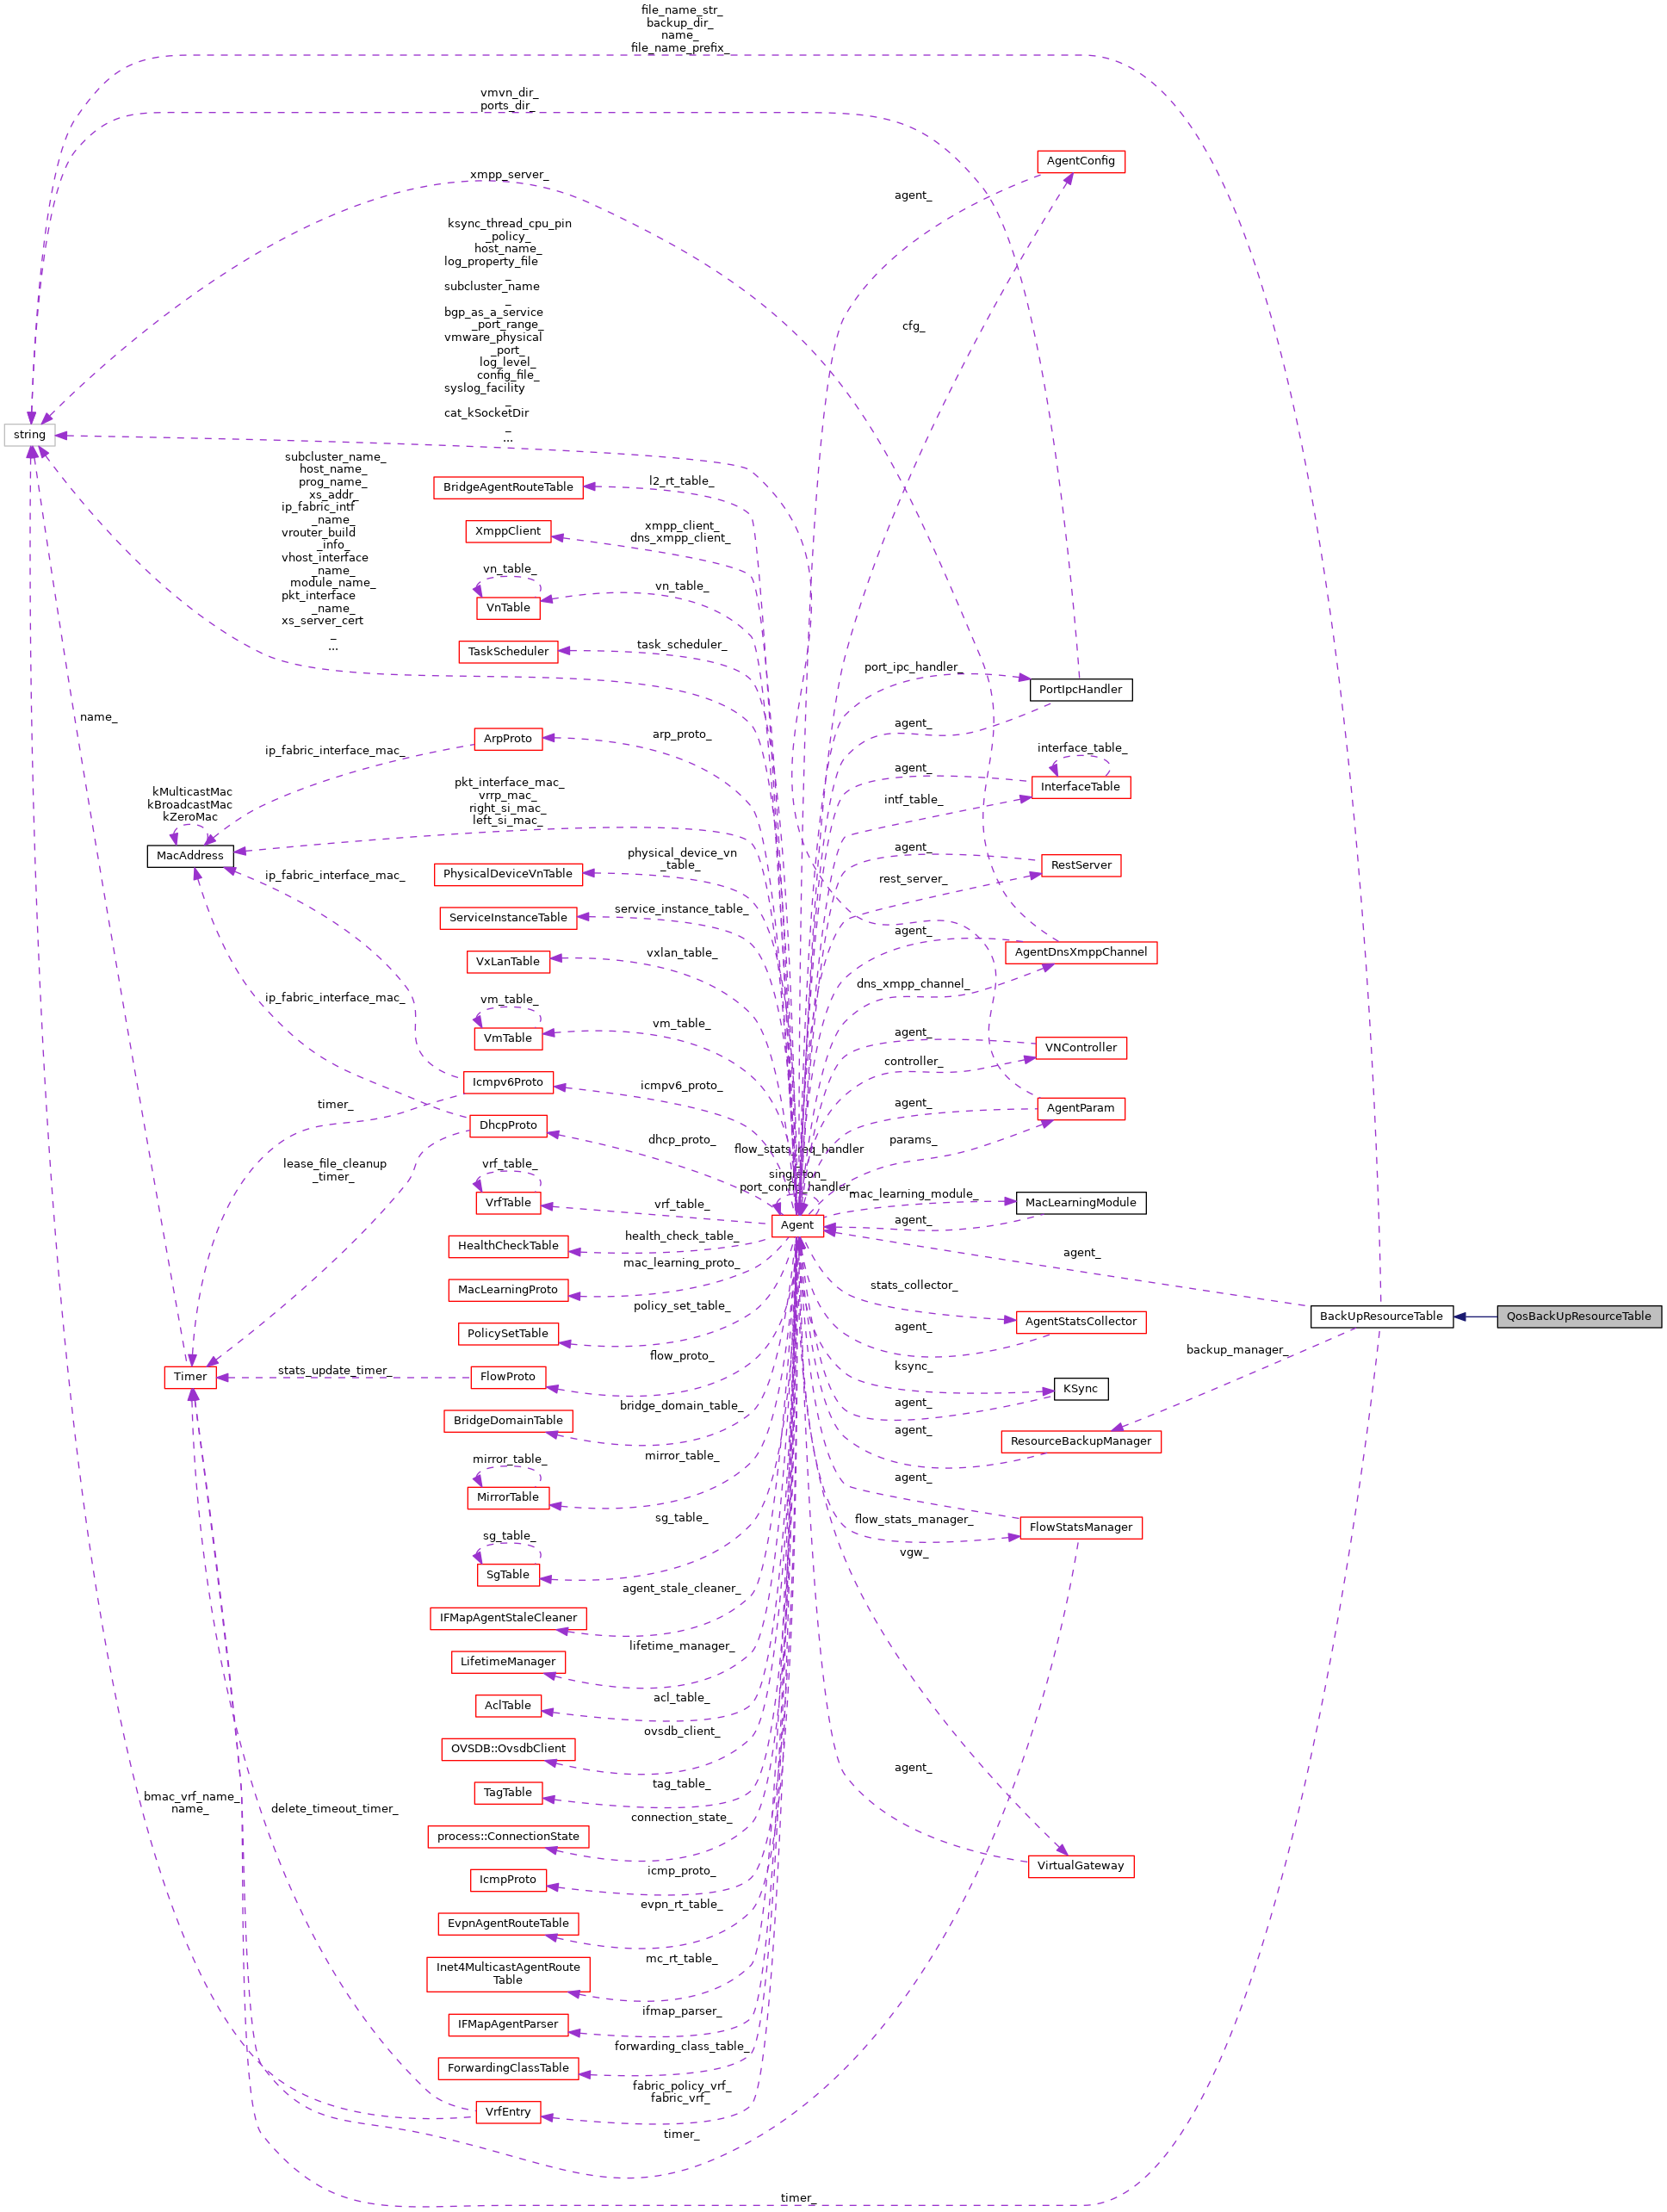 file_name_str_
backup_dir_
name_
file_name_prefix_
vmvn_dir_
ports_dir_
AgentConfig
xmpp_server_
agent_
ksync_thread_cpu_pin
_policy_
host_name_
log_property_file
_
subcluster_name
_
bgp_as_a_service
_port_range_
vmware_physical
_port_
log_level_
config_file_
syslog_facility
_
cat_kSocketDir
_
...
cfg_
string
subcluster_name_
host_name_
prog_name_
xs_addr_
ip_fabric_intf
_name_
vrouter_build
_info_
vhost_interface
_name_
module_name_
pkt_interface
_name_
xs_server_cert
_
...
BridgeAgentRouteTable
l2_rt_table_
XmppClient
xmpp_client_
dns_xmpp_client_
vn_table_
VnTable
vn_table_
TaskScheduler
task_scheduler_
port_ipc_handler_
PortIpcHandler
name_
agent_
ArpProto
arp_proto_
ip_fabric_interface_mac_
interface_table_
agent_
InterfaceTable
intf_table_
kMulticastMac
kBroadcastMac
kZeroMac
MacAddress
pkt_interface_mac_
vrrp_mac_
right_si_mac_
left_si_mac_
agent_
RestServer
rest_server_
ip_fabric_interface_mac_
PhysicalDeviceVnTable
physical_device_vn
_table_
ServiceInstanceTable
service_instance_table_
agent_
AgentDnsXmppChannel
VxLanTable
vxlan_table_
dns_xmpp_channel_
ip_fabric_interface_mac_
vm_table_
VmTable
vm_table_
agent_
VNController
controller_
Icmpv6Proto
icmpv6_proto_
timer_
agent_
AgentParam
params_
DhcpProto
dhcp_proto_
flow_stats_req_handler
_
singleton_
port_config_handler_
lease_file_cleanup
_timer_
vrf_table_
VrfTable
vrf_table_
mac_learning_module_
MacLearningModule
Agent
agent_
HealthCheckTable
health_check_table_
agent_
MacLearningProto
mac_learning_proto_
stats_collector_
PolicySetTable
policy_set_table_
AgentStatsCollector
agent_
BackUpResourceTable
QosBackUpResourceTable
Timer
stats_update_timer_
FlowProto
flow_proto_
ksync_
KSync
backup_manager_
BridgeDomainTable
bridge_domain_table_
agent_
agent_
ResourceBackupManager
mirror_table_
MirrorTable
mirror_table_
agent_
sg_table_
SgTable
sg_table_
flow_stats_manager_
FlowStatsManager
vgw_
IFMapAgentStaleCleaner
agent_stale_cleaner_
LifetimeManager
lifetime_manager_
AclTable
acl_table_
OVSDB::OvsdbClient
ovsdb_client_
agent_
TagTable
tag_table_
bmac_vrf_name_
name_
delete_timeout_timer_
process::ConnectionState
connection_state_
VirtualGateway
IcmpProto
icmp_proto_
EvpnAgentRouteTable
evpn_rt_table_
Inet4MulticastAgentRoute
Table
mc_rt_table_
IFMapAgentParser
ifmap_parser_
ForwardingClassTable
forwarding_class_table_
VrfEntry
fabric_policy_vrf_
fabric_vrf_
timer_
timer_